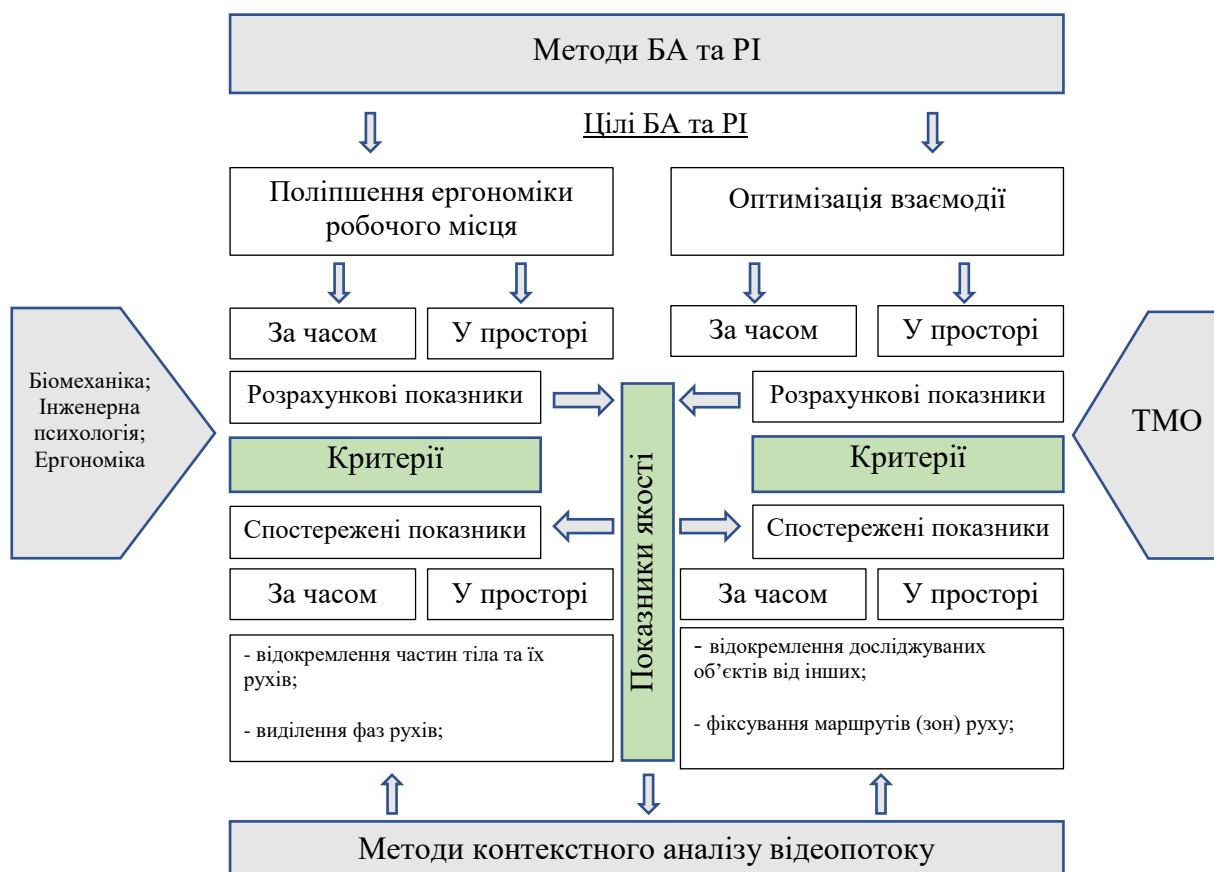 Методи БА та РІ
Цілі БА та РІ
Поліпшення ергономіки
робочого місця
Оптимізація взаємодії
За часом
У просторі
За часом
У просторі
Біомеханіка;
Інженерна
психологія;
Ергономіка
Розрахункові показники
Розрахункові показники
ТМО
Критерії
Показники якості
Критерії
Спостережені показники
Спостережені показники
За часом
У просторі
За часом
У просторі
- відокремлення частин тіла та їх
рухів;
- виділення фаз рухів;
- відокремлення досліджуваних
об’єктів від інших;
- фіксування маршрутів (зон) руху;
Методи контекстного аналізу відеопотоку